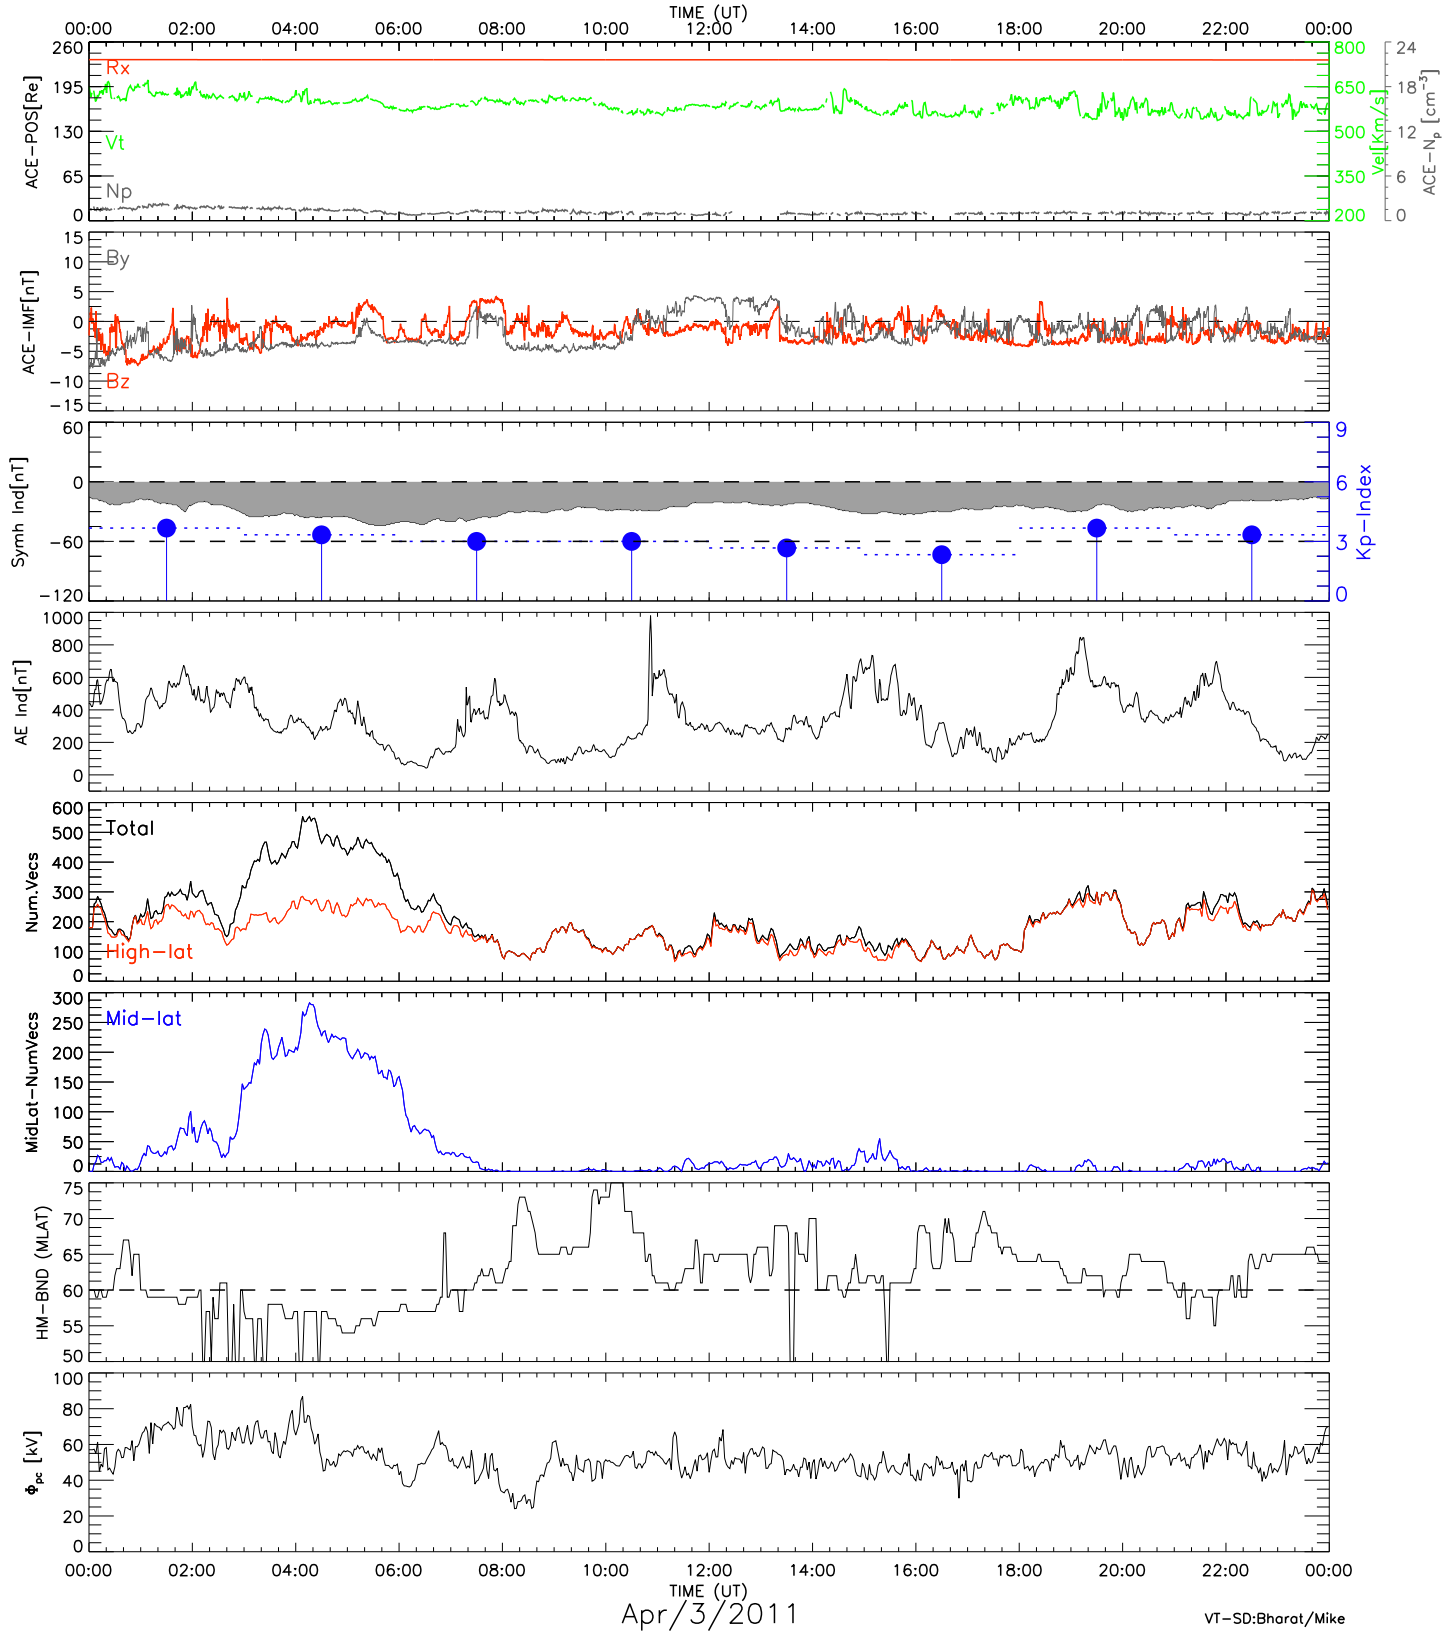 TIME (UT)
00:00 02:00 04:00 06:00 08:00 10:00 12:00 14:00 16:00 18:00 20:00 22:00 00:00
ACE-POS[Re]
260
195
130
65
0
Rx
Vt
Np
800
650
500
350
200
Vel[Km/s]
24
18
12
6
0
ACE-Np [cm⁻³]
ACE-IMF[nT]
15
10
5
0
-5
-10
-15
By
Bz
Symh Ind[nT]
60
0
-60
-120
9
6
3
0
Kp-Index
AE Ind[nT]
1000
800
600
400
200
0
Num.Vecs
600
500
400
300
200
100
0
Total
High-lat
MidLat-NumVecs
300
250
200
150
100
50
0
Mid-lat
HM-BND (MLAT)
75
70
65
60
55
50
Φpc [kV]
100
80
60
40
20
0
00:00 02:00 04:00 06:00 08:00 10:00 12:00 14:00 16:00 18:00 20:00 22:00 00:00
TIME (UT)
Apr/3/2011
VT-SD:Bharat/Mike